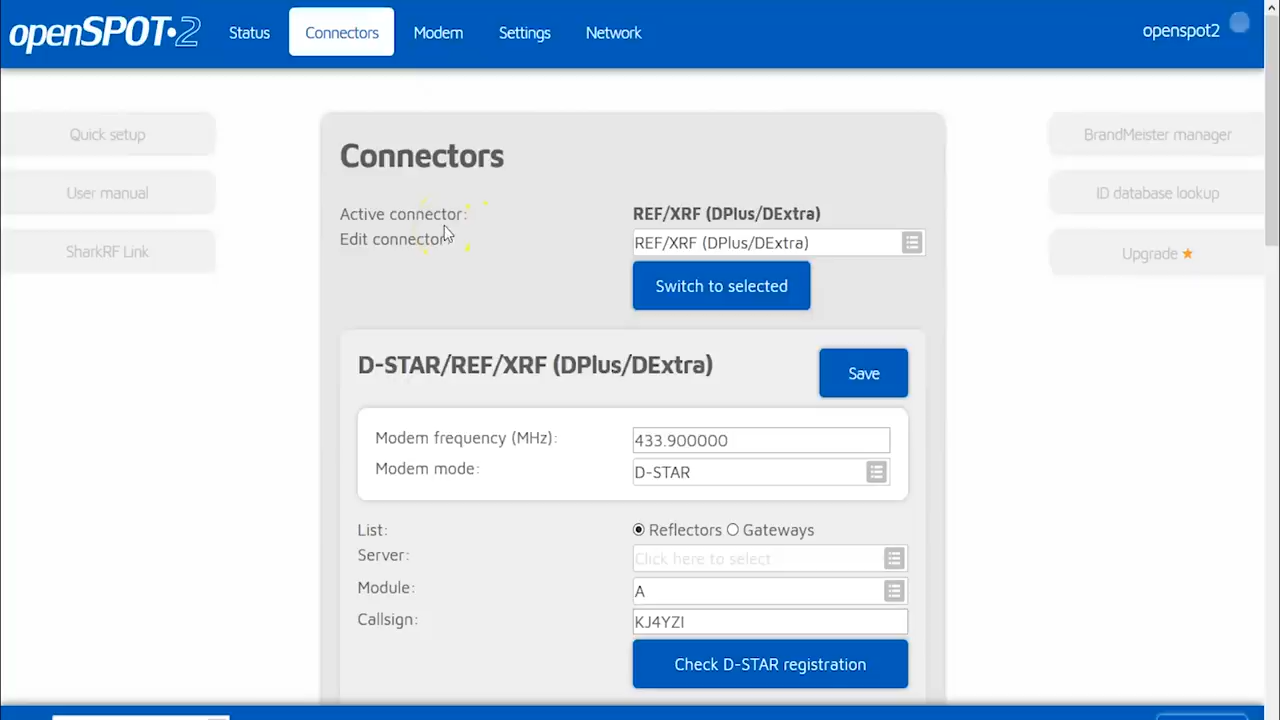 openSPOT·2
Status
Connectors
Modem
Settings
Network
openspot2
Quick setup
User manual
SharkRF Link
BrandMeister manager
ID database lookup
Upgrade ★
Connectors
Active connector: REF/XRF (DPlus/DExtra)
Edit connector: REF/XRF (DPlus/DExtra)
Switch to selected
D-STAR/REF/XRF (DPlus/DExtra)
Save
Modem frequency (MHz): 433.900000
Modem mode: D-STAR
List: Reflectors Gateways
Server: Click here to select
Module: A
Callsign: KJ4YZI
Check D-STAR registration